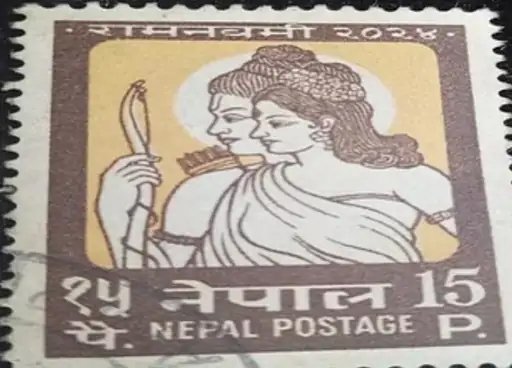 रामनवमी २०२४
१५ नेपाल 15
पै. NEPAL POSTAGE P.